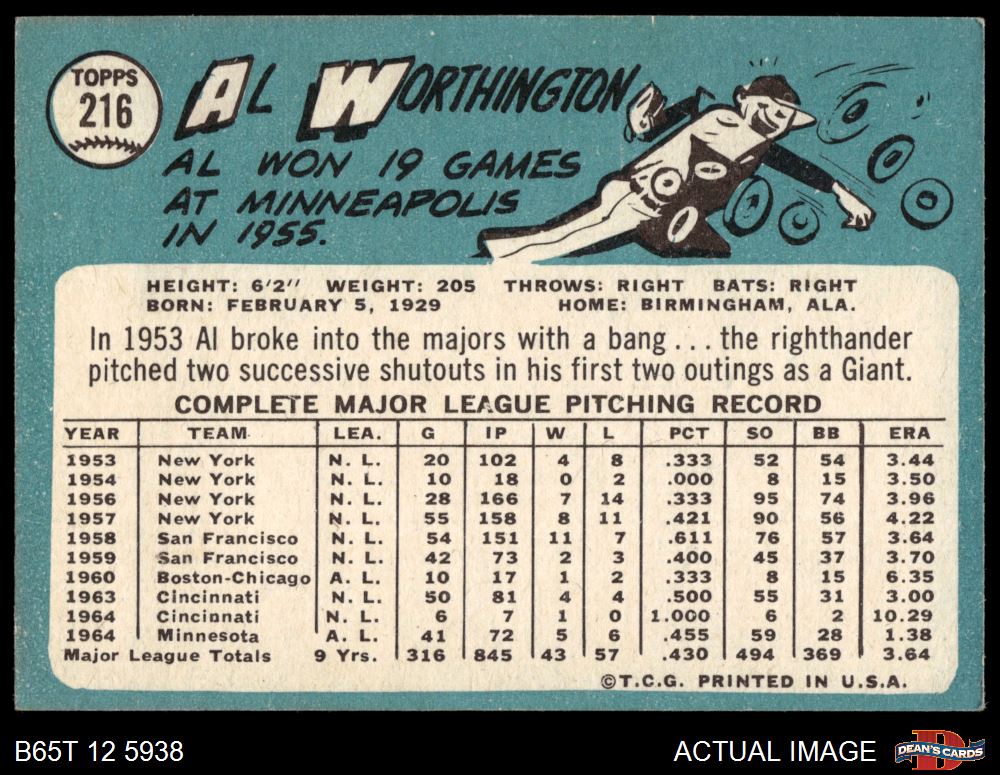 TOPPS
216
AL WORTHINGTON
AL WON 19 GAMES
AT MINNEAPOLIS
IN 1955.
HEIGHT: 6'2" WEIGHT: 205 THROWS: RIGHT BATS: RIGHT
BORN: FEBRUARY 5, 1929 HOME: BIRMINGHAM, ALA.
In 1953 Al broke into the majors with a bang . . . the righthander
pitched two successive shutouts in his first two outings as a Giant.
COMPLETE MAJOR LEAGUE PITCHING RECORD
YEAR TEAM LEA. G IP W L PCT SO BB ERA
1953 New York N. L. 20 102 4 8 .333 52 54 3.44
1954 New York N. L. 10 18 0 2 .000 8 15 3.50
1956 New York N. L. 28 166 7 14 .333 95 74 3.96
1957 New York N. L. 55 158 8 11 .421 90 56 4.22
1958 San Francisco N. L. 54 151 11 7 .611 76 57 3.64
1959 San Francisco N. L. 42 73 2 3 .400 45 37 3.70
1960 Boston-Chicago A. L. 10 17 1 2 .333 8 15 6.35
1963 Cincinnati N. L. 50 81 4 4 .500 55 31 3.00
1964 Cincinnati N. L. 6 7 1 0 1.000 6 2 10.29
1964 Minnesota A. L. 41 72 5 6 .455 59 28 1.38
Major League Totals 9 Yrs. 316 845 43 57 .430 494 369 3.64
©T.C.G. PRINTED IN U.S.A.
B65T 12 5938 ACTUAL IMAGE DEAN'S CARDS